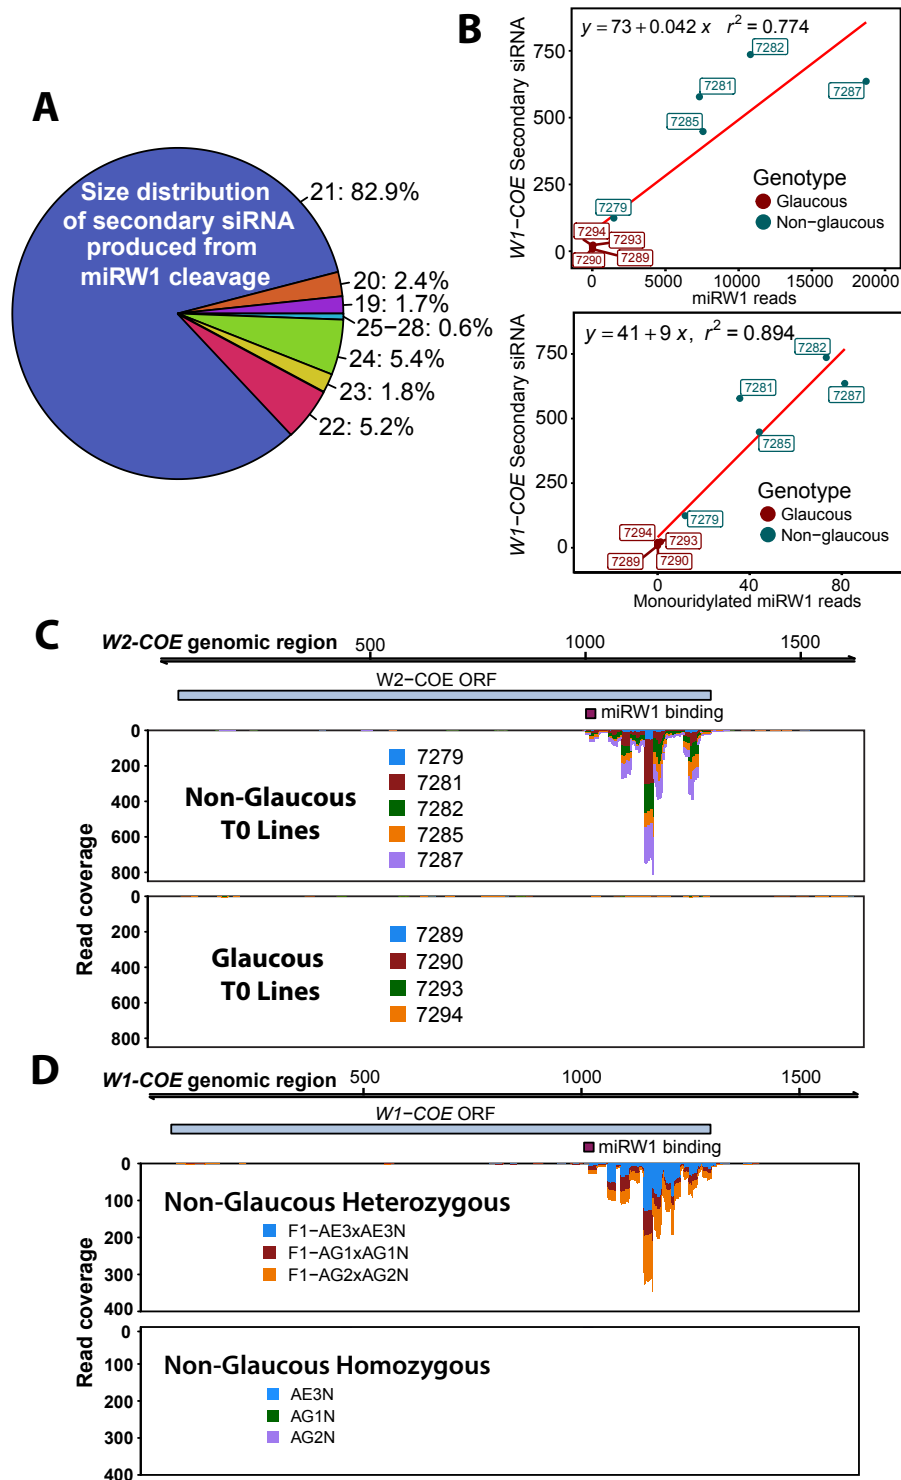 A
Size distribution
of secondary siRNA
produced from
miRW1 cleavage
21: 82.9%
20: 2.4%
19: 1.7%
25−28: 0.6%
24: 5.4%
23: 1.8%
22: 5.2%
B
y = 73 + 0.042 x r² = 0.774
W1−COE Secondary siRNA
750
500
250
0
7282
7281
7287
7285
7279
7294
7293
7290
7289
Genotype
Glaucous
Non−glaucous
0 5000 10000 15000 20000
miRW1 reads
y = 41 + 9 x, r² = 0.894
W1−COE Secondary siRNA
750
500
250
0
7282
7281
7287
7285
7279
7294
7293
7289
7290
Genotype
Glaucous
Non−glaucous
0 40 80
Monouridylated miRW1 reads
C
W2-COE genomic region
500 1000 1500
W2−COE ORF
miRW1 binding
Read coverage
0
200
400
600
800
Non-Glaucous
T0 Lines
7279
7281
7282
7285
7287
0
200
400
600
800
Glaucous
T0 Lines
7289
7290
7293
7294
D
W1-COE genomic region
500 1000 1500
W1−COE ORF
miRW1 binding
Read coverage
0
100
200
300
400
Non-Glaucous Heterozygous
F1−AE3xAE3N
F1−AG1xAG1N
F1−AG2xAG2N
0
100
200
300
400
Non-Glaucous Homozygous
AE3N
AG1N
AG2N